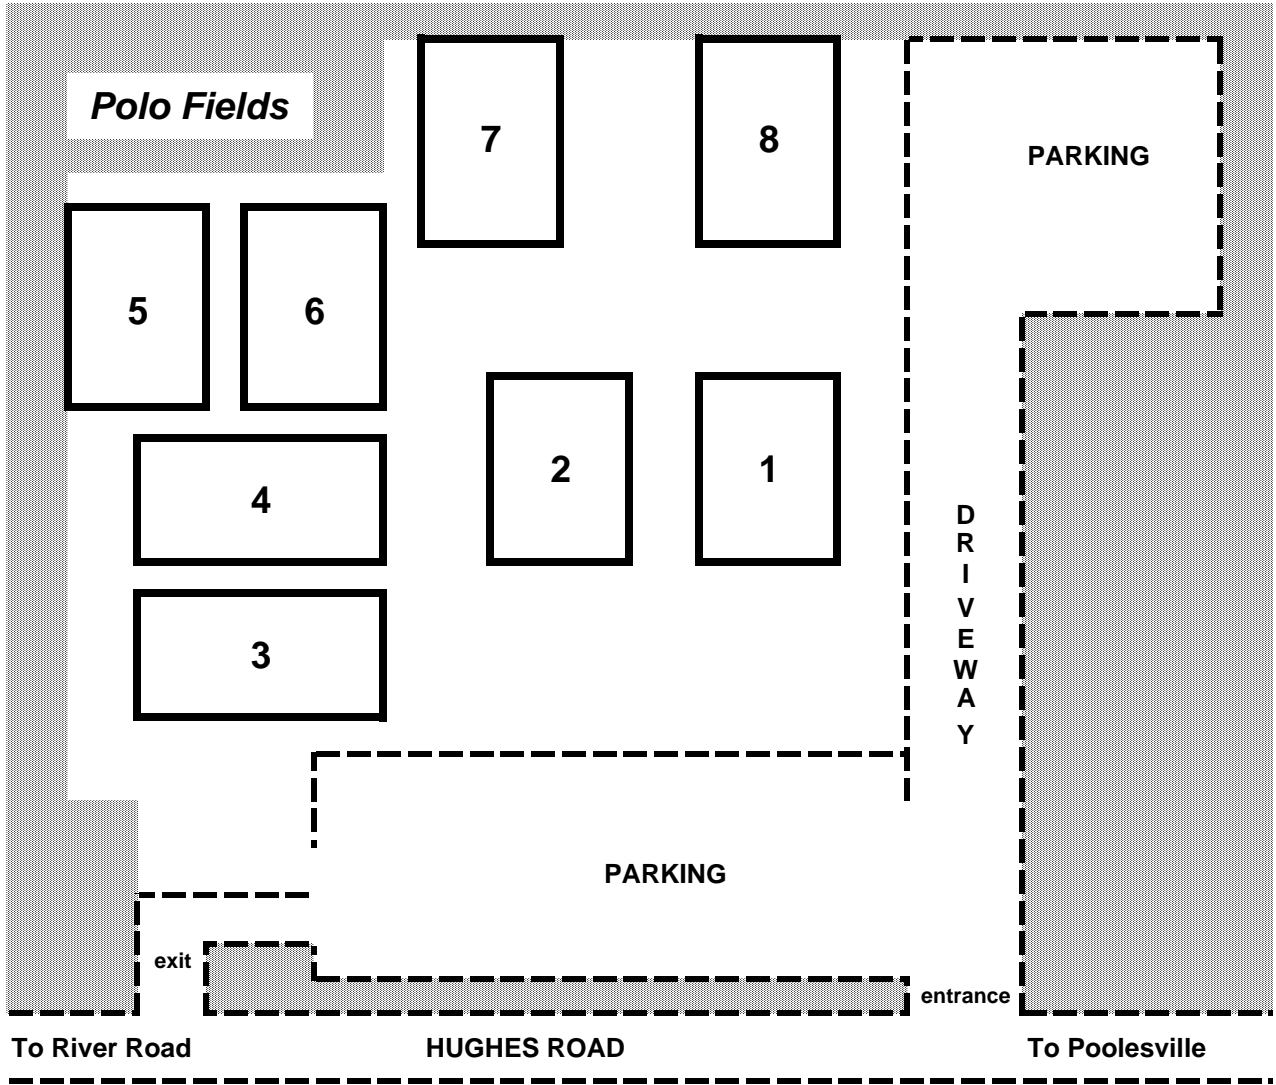 Polo Fields
7
8
PARKING
5
6
2
1
4
3
D
R
I
V
E
W
A
Y
PARKING
exit
entrance
To River Road
HUGHES ROAD
To Poolesville